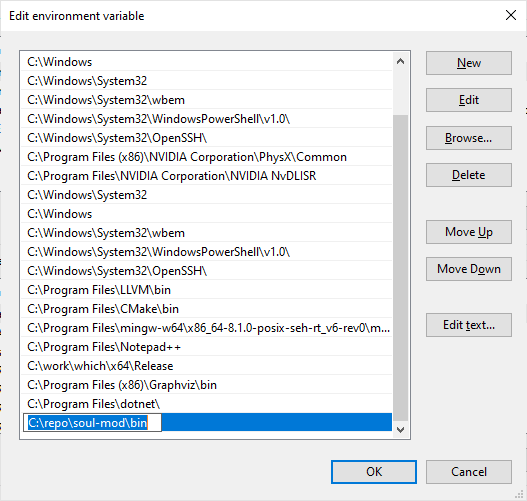 Edit environment variable
C:\Windows
C:\Windows\System32
C:\Windows\System32\wbem
C:\Windows\System32\WindowsPowerShell\v1.0\
C:\Windows\System32\OpenSSH\
C:\Program Files (x86)\NVIDIA Corporation\PhysX\Common
C:\Program Files\NVIDIA Corporation\NVIDIA NvDLISR
C:\Windows\System32
C:\Windows
C:\Windows\System32\wbem
C:\Windows\System32\WindowsPowerShell\v1.0\
C:\Windows\System32\OpenSSH\
C:\Program Files\LLVM\bin
C:\Program Files\CMake\bin
C:\Program Files\mingw-w64\x86_64-8.1.0-posix-seh-rt_v6-rev0\m...
C:\Program Files\Notepad++
C:\work\which\x64\Release
C:\Program Files (x86)\Graphviz\bin
C:\Program Files\dotnet\
C:\repo\soul-mod\bin
New
Edit
Browse...
Delete
Move Up
Move Down
Edit text...
OK
Cancel